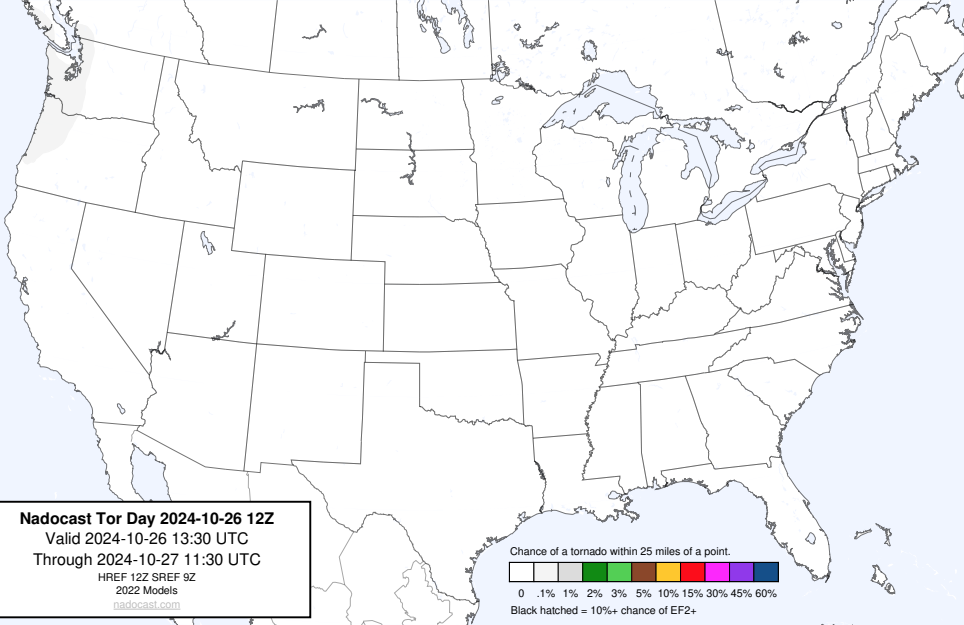 Nadocast Tor Day 2024-10-26 12Z
Valid 2024-10-26 13:30 UTC
Through 2024-10-27 11:30 UTC
HREF 12Z SREF 9Z
2022 Models
nadocast.com
Chance of a tornado within 25 miles of a point.
0 .1% 1% 2% 3% 5% 10% 15% 30% 45% 60%
Black hatched = 10%+ chance of EF2+